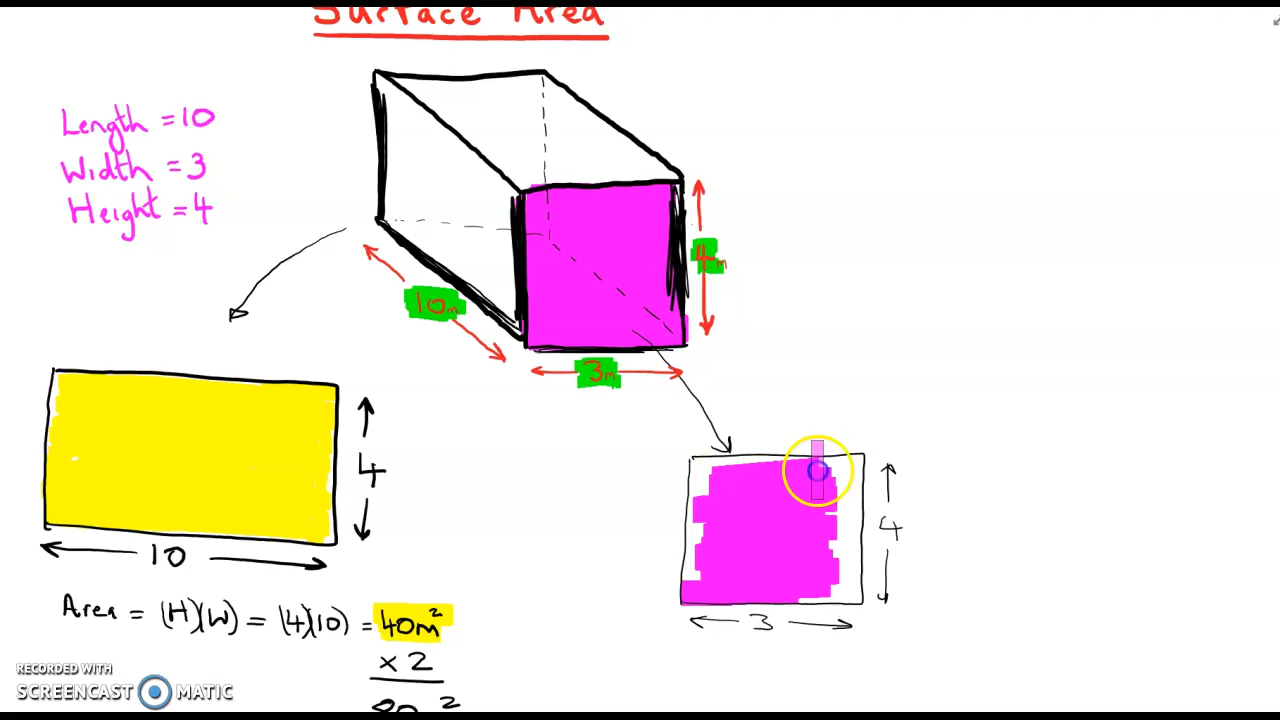 Surface Area
Length = 10
Width = 3
Height = 4
4m
10m
3m
4
10
4
3
Area = (H)(W) = (4)(10) = 40m²
x 2
RECORDED WITH
SCREENCAST MATIC